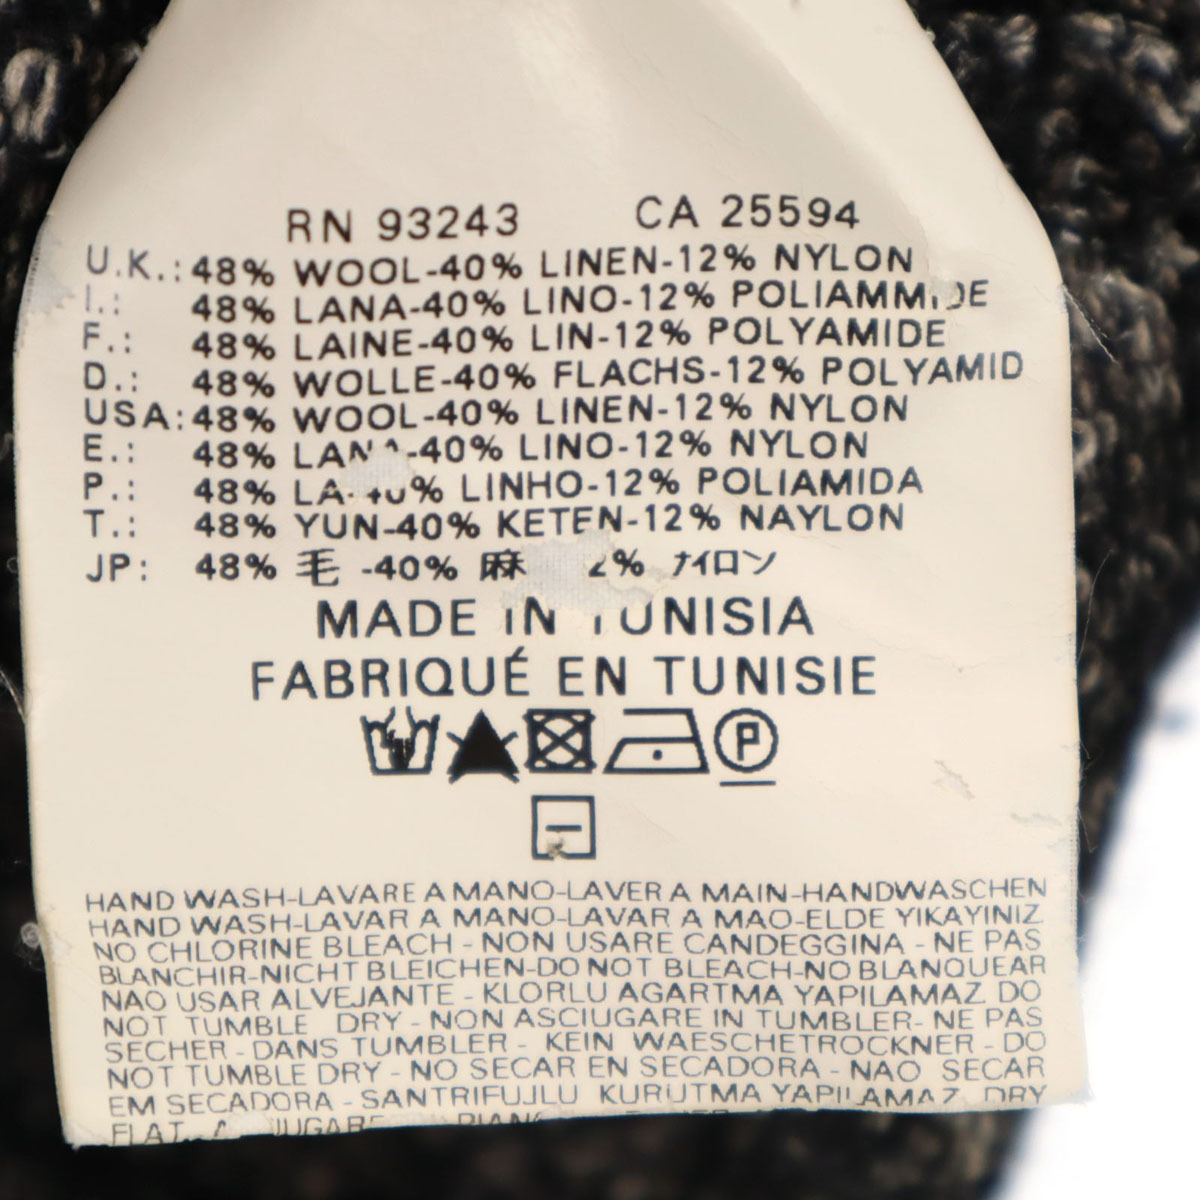 RN 93243 CA 25594
U.K.: 48% WOOL-40% LINEN-12% NYLON
I.: 48% LANA-40% LINO-12% POLIAMMIDE
F.: 48% LAINE-40% LIN-12% POLYAMIDE
D.: 48% WOLLE-40% FLACHS-12% POLYAMID
USA: 48% WOOL-40% LINEN-12% NYLON
E.: 48% LANA-40% LINO-12% NYLON
P.: 48% 40% LINHO-12% POLIAMIDA
T.: 48% YUN-40% KETEN-12% NAYLON
JP: 48% 毛 -40% 麻 2% ナイロン
MADE IN TUNISIA
FABRIQUÉ EN TUNISIE
P
HAND WASH-LAVARE A MANO-LAVER A MAIN-HANDWASCHEN
HAND WASH-LAVAR A MANO-LAVAR A MAO-ELDE YIKAYINIZ
NO CHLORINE BLEACH - NON USARE CANDEGGINA - NE PAS
BLANCHIR-NICHT BLEICHEN-DO NOT BLEACH-NO BLANQUEAR
NAO USAR ALVEJANTE - KLORLU AGARTMA YAPILAMAZ DO
NOT TUMBLE DRY - NON ASCIUGARE IN TUMBLER- NE PAS
SECHER - DANS TUMBLER - KEIN WAESCHETROCKNER - DO
NOT TUMBLE DRY - NO SECAR EN SECADORA - NAO SECAR
EM SECADORA - SANTRIFUJLU KURUTMA YAPILAMAZ DRY
FLAT